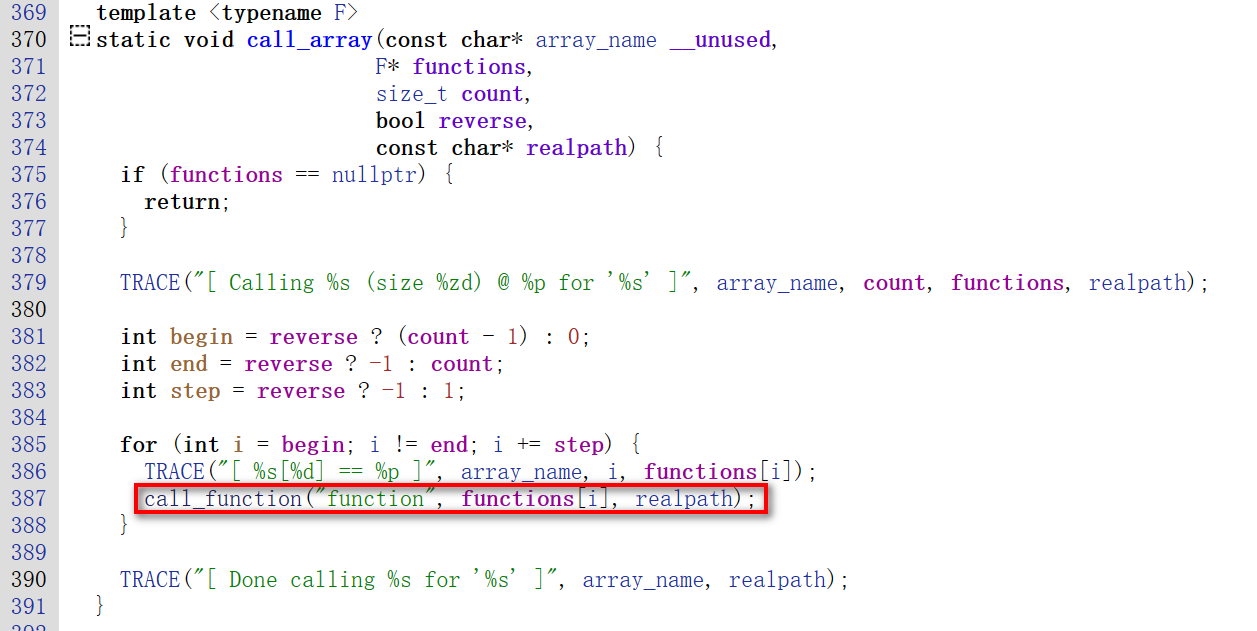 369 template <typename F>
370 static void call_array(const char* array_name __unused,
371 F* functions,
372 size_t count,
373 bool reverse,
374 const char* realpath) {
375 if (functions == nullptr) {
376 return;
377 }
378
379 TRACE("[ Calling %s (size %zd) @ %p for '%s' ]", array_name, count, functions, realpath);
380
381 int begin = reverse ? (count - 1) : 0;
382 int end = reverse ? -1 : count;
383 int step = reverse ? -1 : 1;
384
385 for (int i = begin; i != end; i += step) {
386 TRACE("[ %s[%d] == %p ]", array_name, i, functions[i]);
387 call_function("function", functions[i], realpath);
388 }
389
390 TRACE("[ Done calling %s for '%s' ]", array_name, realpath);
391 }